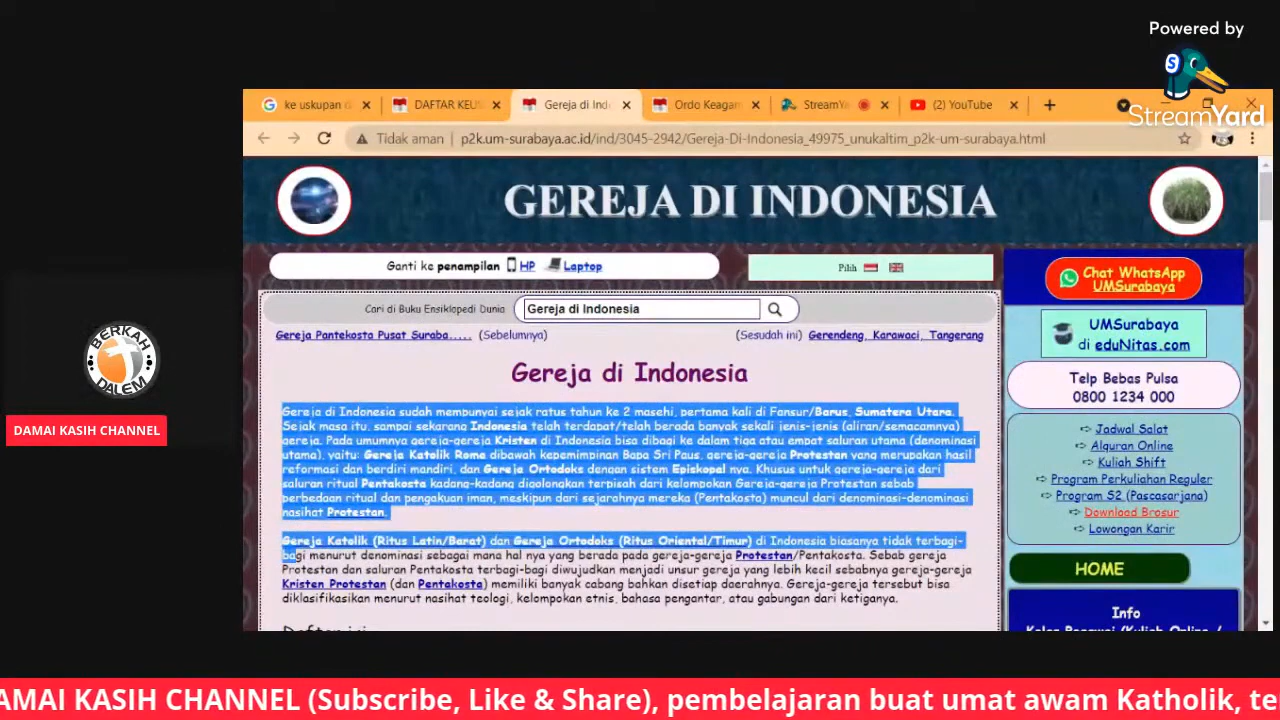 Powered by
StreamYard
ke uskupan d
DAFTAR KEUS
Gereja di Ind
Ordo Keagam
StreamYa
(2) YouTube
Tidak aman | p2k.um-surabaya.ac.id/ind/3045-2942/Gereja-Di-Indonesia_49975_unukaltim_p2k-um-surabaya.html
GEREJA DI INDONESIA
Ganti ke penampilan HP Laptop
Pilih
Chat WhatsApp
UMSurabaya
Cari di Buku Ensiklopedi Dunia
Gereja di Indonesia
Gereja Pantekosta Pusat Suraba..... (Sebelumnya)
(Sesudah ini) Gerendeng, Karawaci, Tangerang
UMSurabaya
di eduNitas.com
Gereja di Indonesia
Telp Bebas Pulsa
0800 1234 000
Gereja di Indonesia sudah mempunyai sejak ratus tahun ke 2 masehi, pertama kali di Fansur/Barus, Sumatera Utara.
Sejak masa itu, sampai sekarang Indonesia telah terdapat/telah berada banyak sekali jenis-jenis (aliran/semacamnya)
gereja. Pada umumnya gereja-gereja Kristen di Indonesia bisa dibagi ke dalam tiga atau empat saluran utama (denominasi
utama), yaitu: Gereja Katolik Roma dibawah kepemimpinan Bapa Sri Paus, gereja-gereja Protestan yang merupakan hasil
reformasi dan berdiri mandiri, dan Gereja Ortodoks dengan sistem Episkopal nya. Khusus untuk gereja-gereja dari
saluran ritual Pentakosta kadang-kadang digolongkan terpisah dari kelompokan Gereja-gereja Protestan sebab
perbedaan ritual dan pengakuan iman, meskipun dari sejarahnya mereka (Pentakosta) muncul dari denominasi-denominasi
nasihat Protestan.
Gereja Katolik (Ritus Latin/Barat) dan Gereja Ortodoks (Ritus Oriental/Timur) di Indonesia biasanya tidak terbagi-
bagi menurut denominasi sebagai mana hal nya yang berada pada gereja-gereja Protestan/Pentakosta. Sebab gereja
Protestan dan saluran Pentakosta terbagi-bagi diwujudkan menjadi unsur gereja yang lebih kecil sebabnya gereja-gereja
Kristen Protestan (dan Pentakosta) memiliki banyak cabang bahkan disetiap daerahnya. Gereja-gereja tersebut bisa
diklasifikasikan menurut nasihat teologi, kelompokan etnis, bahasa pengantar, atau gabungan dari ketiganya.
Daftar isi
Jadwal Salat
Alquran Online
Kuliah Shift
Program Perkuliahan Reguler
Program S2 (Pascasarjana)
Download Brosur
Lowongan Karir
HOME
Info
Kelas Pegawai (Kuliah Online /
BERKAH
DALEM
DAMAI KASIH CHANNEL
AMAI KASIH CHANNEL (Subscribe, Like & Share), pembelajaran buat umat awam Katholik, te